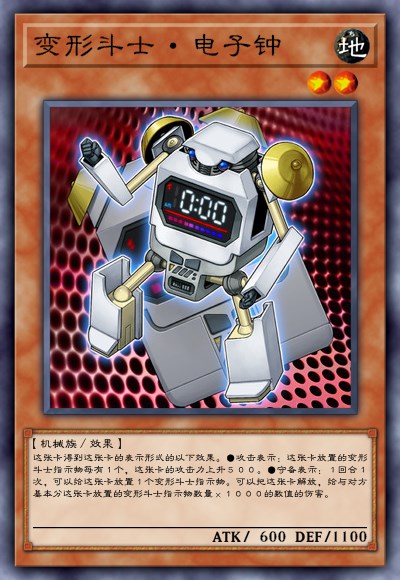 变形斗士·电子钟
地
0:00
【机械族／效果】
这张卡得到这张卡的表示形式的以下效果。●攻击表示：这张卡放置的变形
斗士指示物每有１个，这张卡的攻击力上升５００。●守备表示：１回合１
次，可以给这张卡放置１个变形斗士指示物。可以把这张卡解放，给与对方
基本分这张卡放置的变形斗士指示物数量×１０００的数值的伤害。
ATK/ 600 DEF/1100